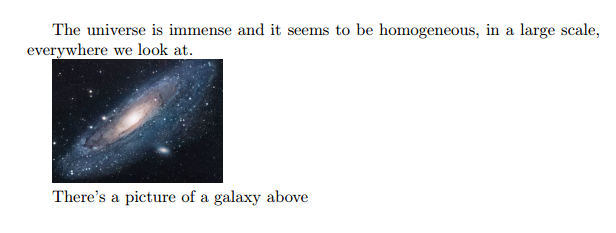 The universe is immense and it seems to be homogeneous, in a large scale,
everywhere we look at.
There's a picture of a galaxy above